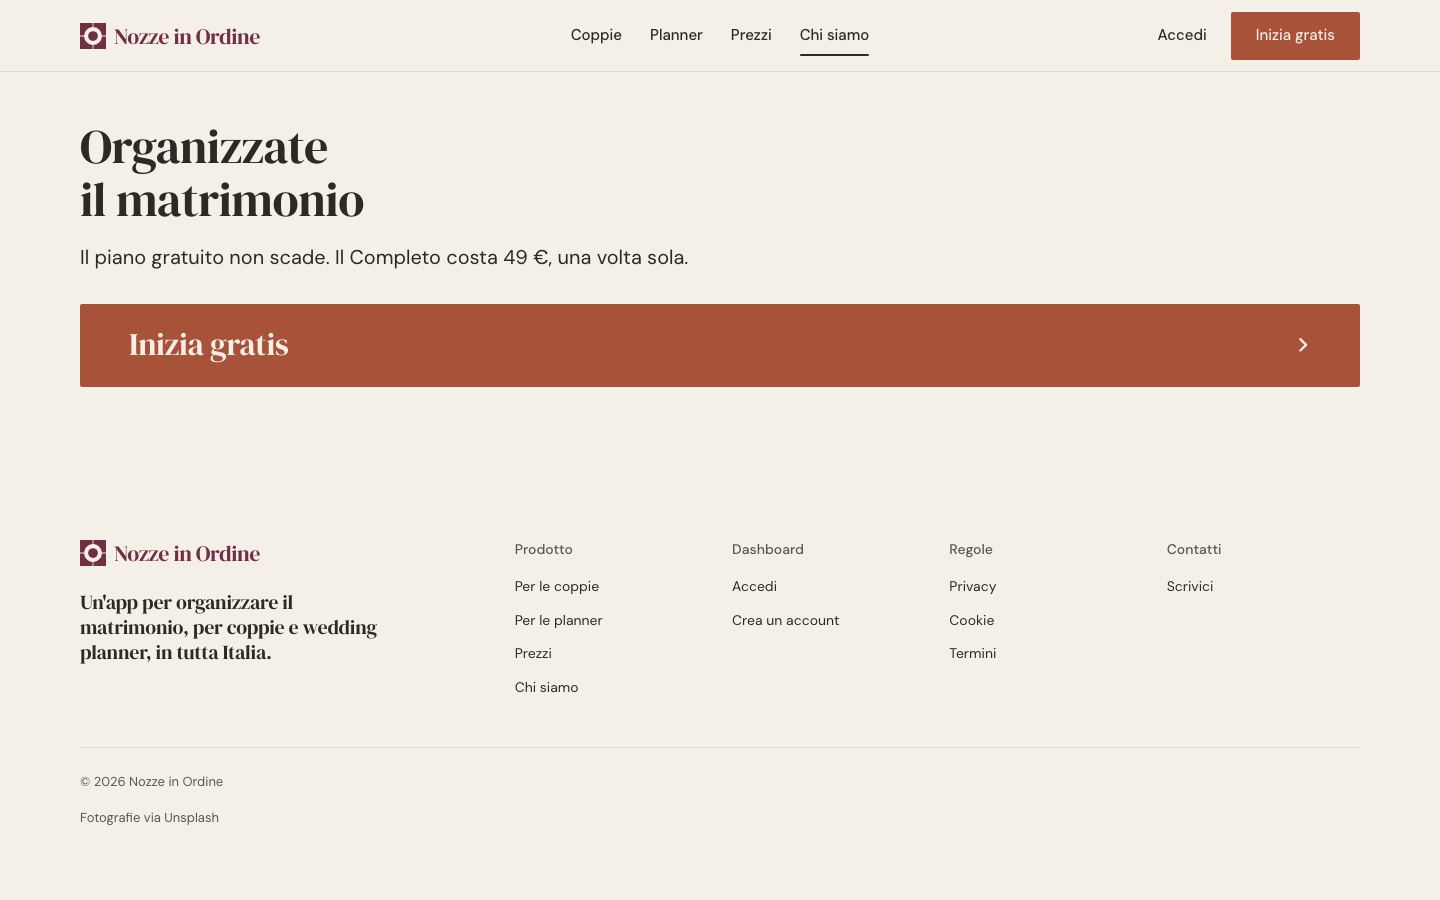 Nozze in Ordine
Coppie
Planner
Prezzi
Chi siamo
Accedi
Inizia gratis
Organizzate
il matrimonio
Il piano gratuito non scade. Il Completo costa 49 €, una volta sola.
Inizia gratis
Nozze in Ordine
Un'app per organizzare il
matrimonio, per coppie e wedding
planner, in tutta Italia.
Prodotto
Per le coppie
Per le planner
Prezzi
Chi siamo
Dashboard
Accedi
Crea un account
Regole
Privacy
Cookie
Termini
Contatti
Scrivici
© 2026 Nozze in Ordine
Fotografie via Unsplash